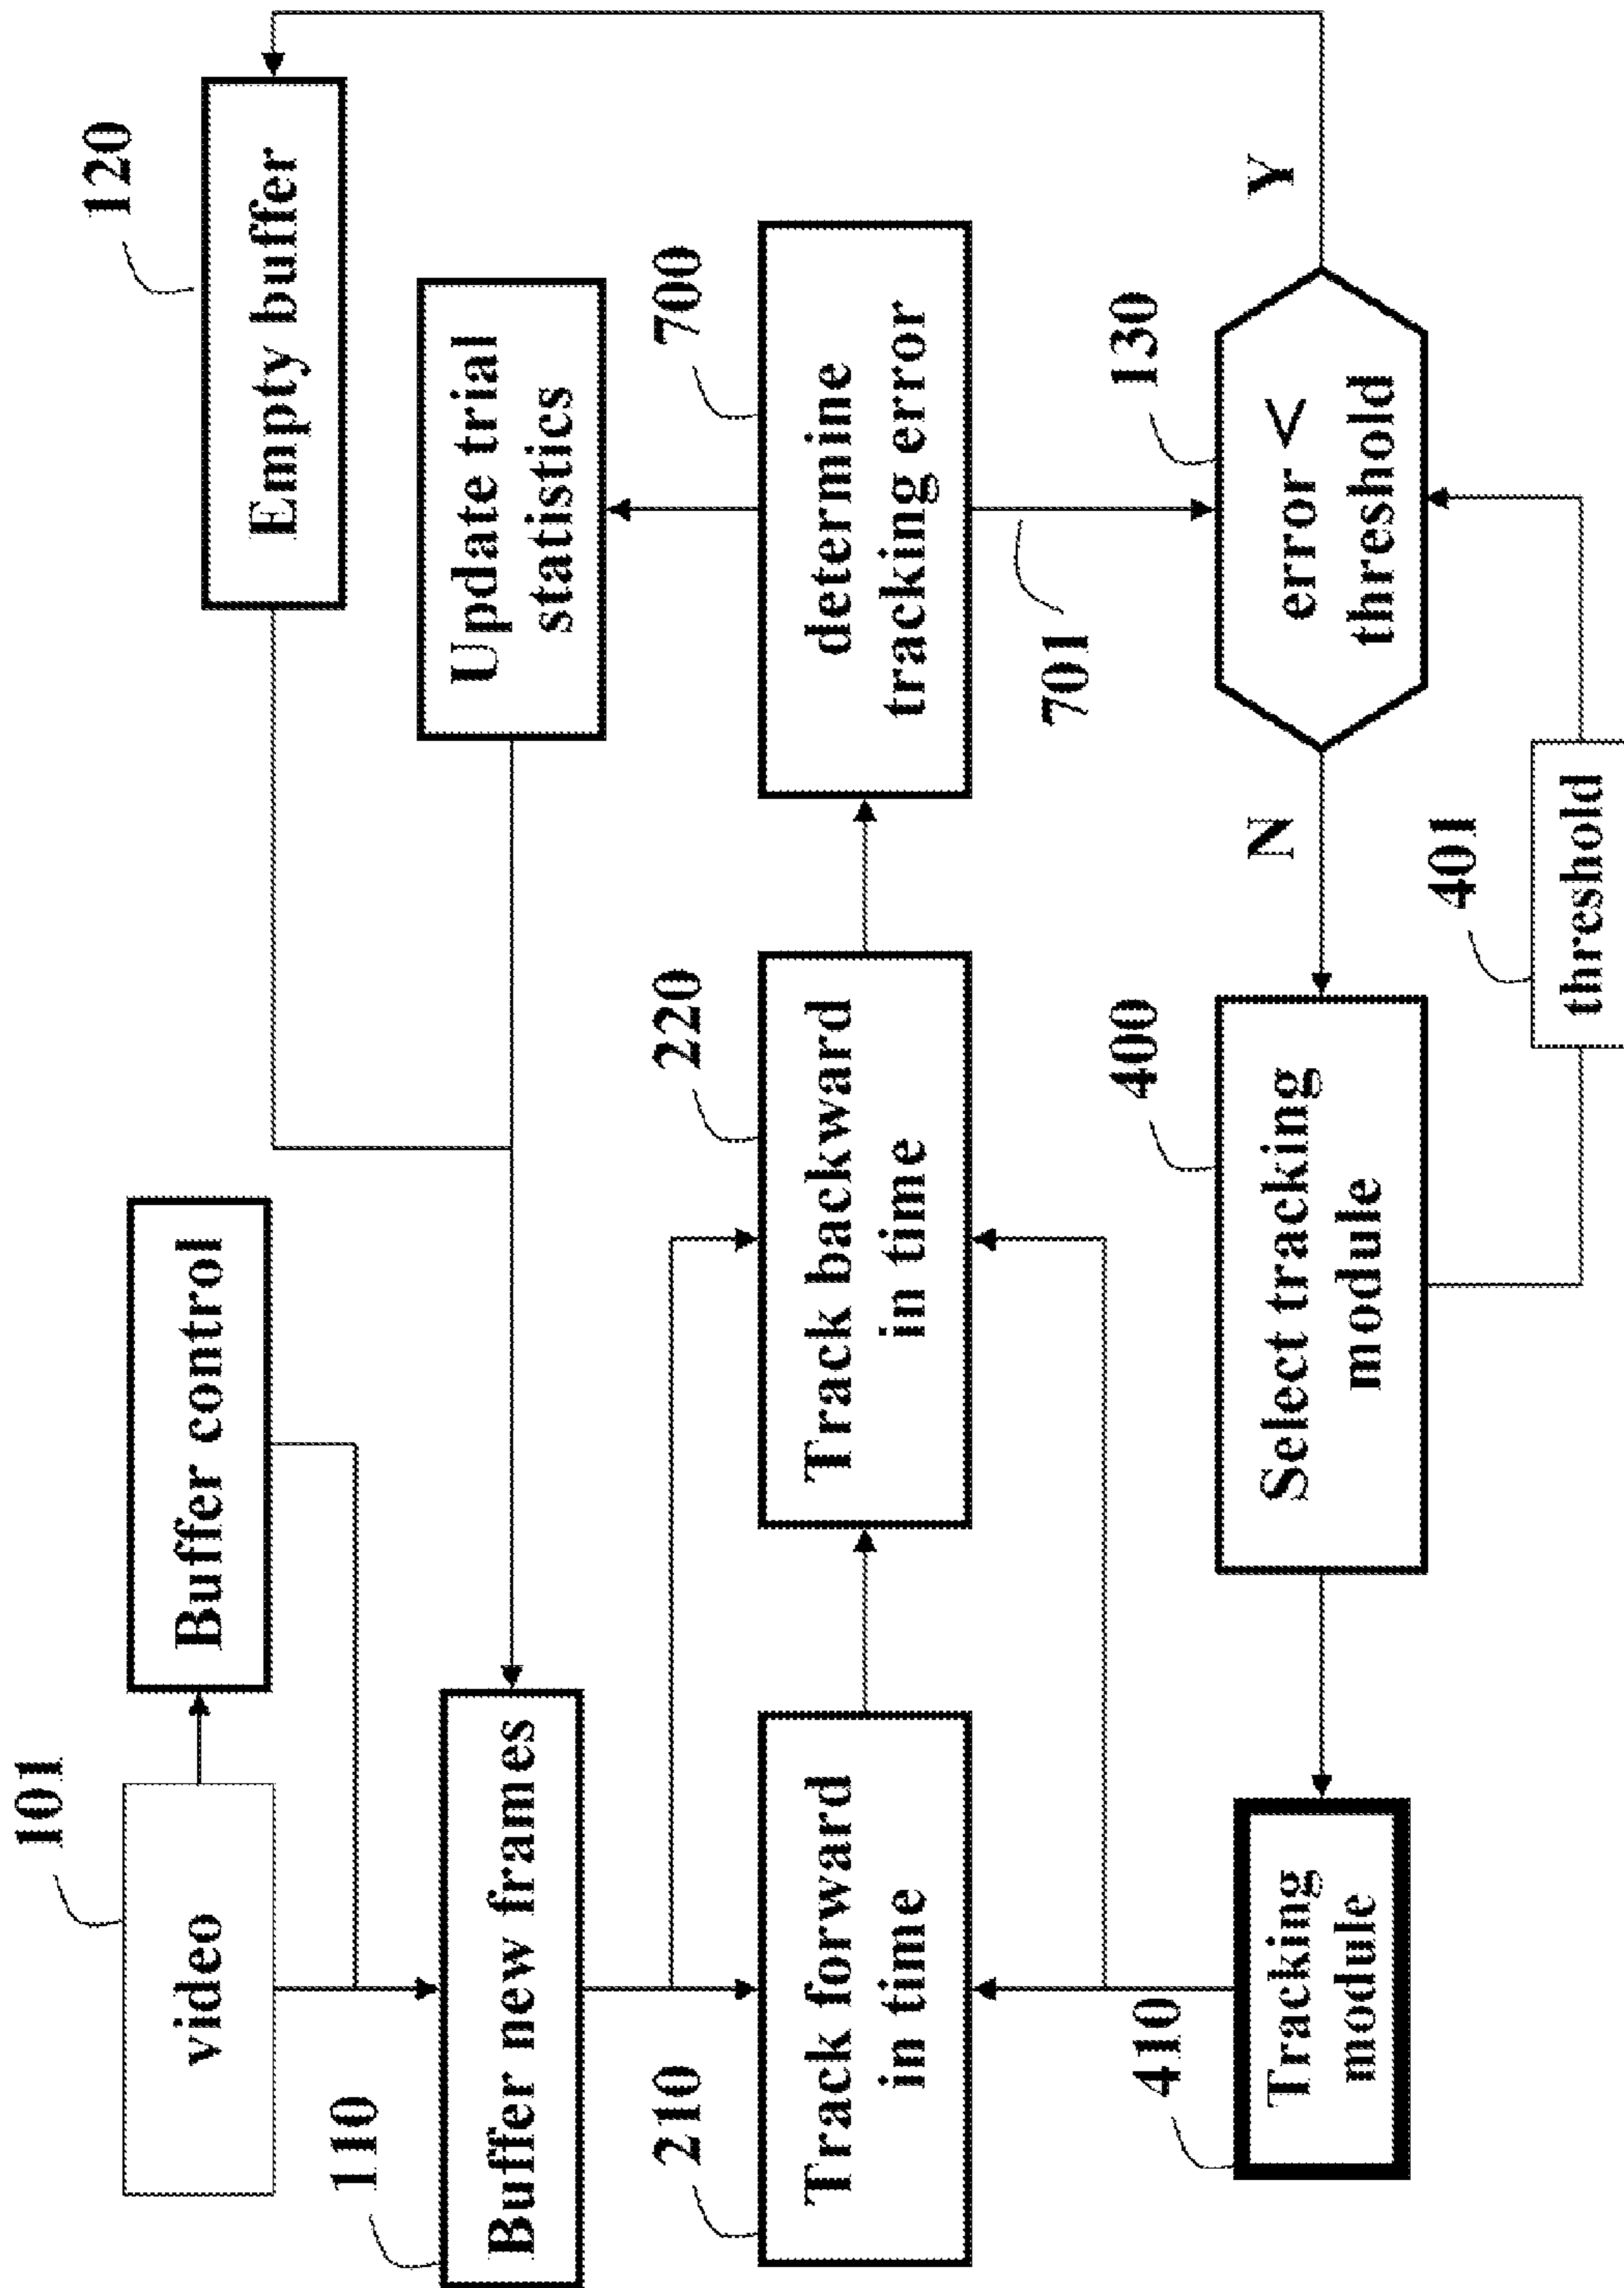 101
video
Buffer control
120
Empty buffer
110
Buffer new frames
Update trial
statistics
210
Track forward
in time
220
Track backward
in time
700
determine
tracking error
701
410
Tracking
module
400
Select tracking
module
N
130
error <
threshold
Y
401
threshold